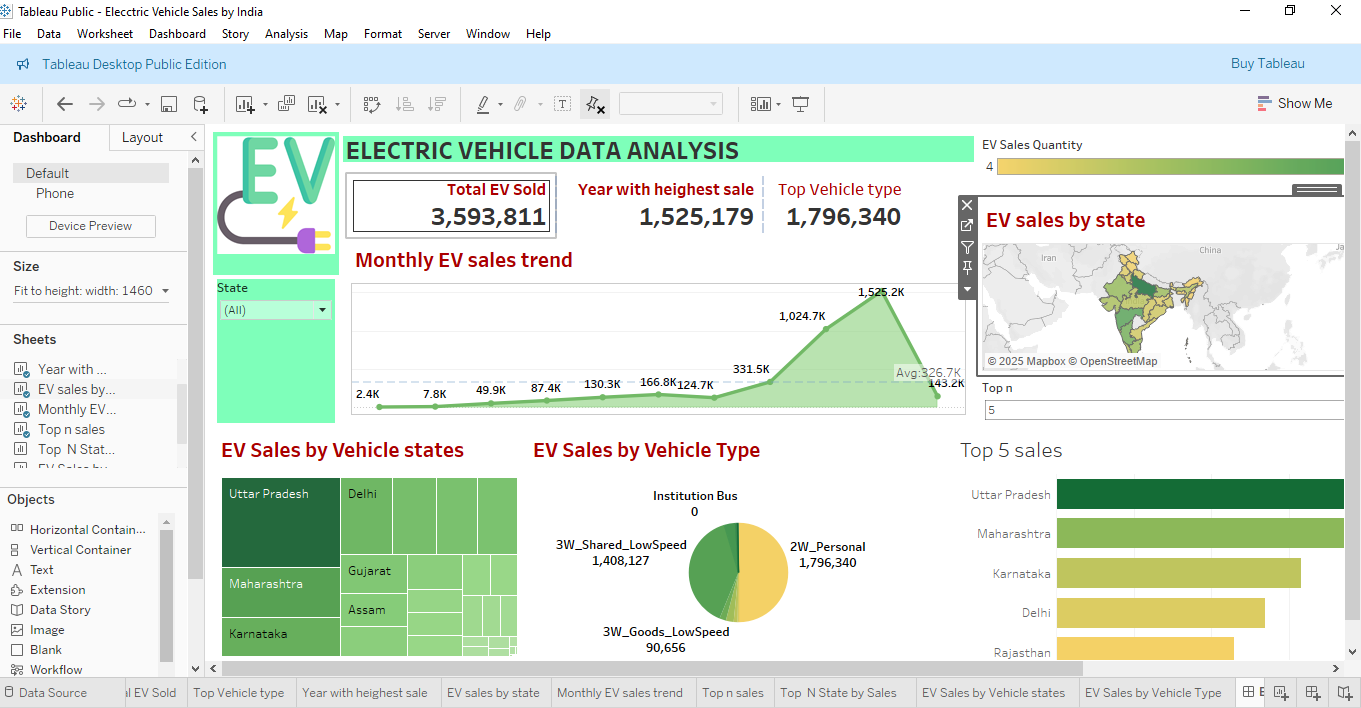 Tableau Public - Elecctric Vehicle Sales by India
File Data Worksheet Dashboard Story Analysis Map Format Server Window Help
Tableau Desktop Public Edition
Buy Tableau
Show Me
Dashboard
Layout
Default
Phone
Device Preview
Size
Fit to height: width: 1460
Sheets
Year with ...
EV sales by...
Monthly EV...
Top n sales
Top N Stat...
Objects
Horizontal Contain...
Vertical Container
Text
Extension
Data Story
Image
Blank
Workflow
EV
ELECTRIC VEHICLE DATA ANALYSIS
Total EV Sold
3,593,811
Year with heighest sale
1,525,179
Top Vehicle type
1,796,340
EV Sales Quantity
4
State
(All)
Monthly EV sales trend
2.4K
7.8K
49.9K
87.4K
130.3K
166.8K
124.7K
331.5K
1,024.7K
1,525.2K
Avg:326.7K
143.2K
EV sales by state
Iran
China
© 2025 Mapbox © OpenStreetMap
Top n
5
EV Sales by Vehicle states
Uttar Pradesh
Maharashtra
Karnataka
Delhi
Gujarat
Assam
EV Sales by Vehicle Type
Institution Bus
0
3W_Shared_LowSpeed
1,408,127
2W_Personal
1,796,340
3W_Goods_LowSpeed
90,656
Top 5 sales
Uttar Pradesh
Maharashtra
Karnataka
Delhi
Rajasthan
Data Source
al EV Sold
Top Vehicle type
Year with heighest sale
EV sales by state
Monthly EV sales trend
Top n sales
Top N State by Sales
EV Sales by Vehicle states
EV Sales by Vehicle Type